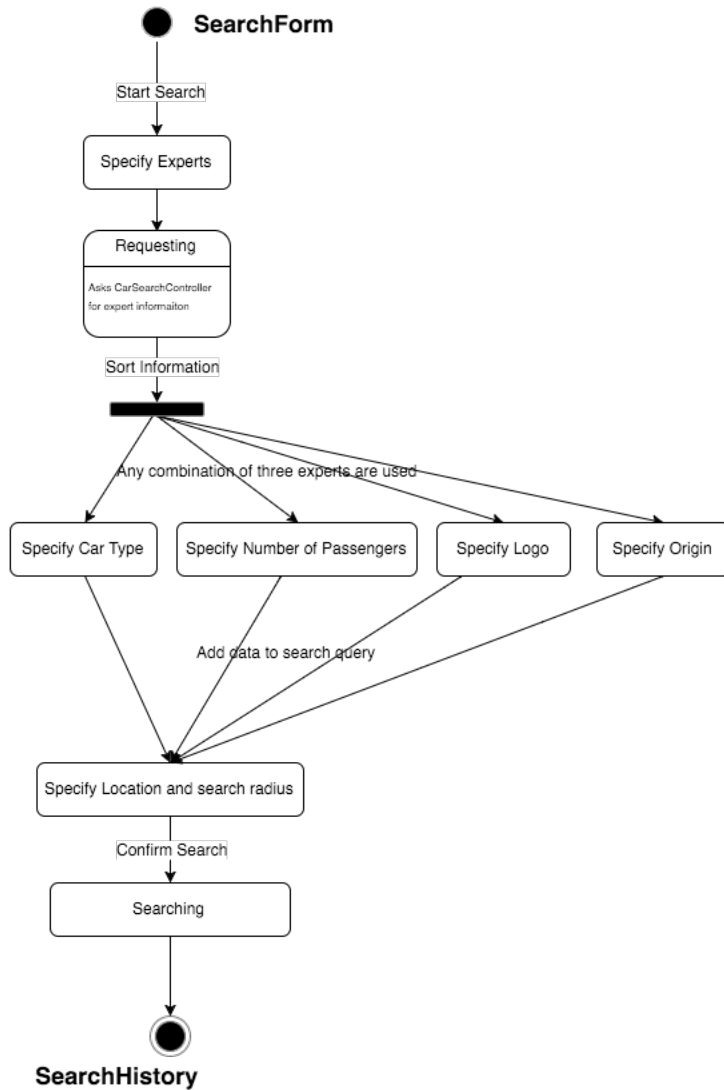 SearchForm
Start Search
Specify Experts
Requesting
Asks CarSearchController
for expert informaiton
Sort Information
Any combination of three experts are used
Specify Car Type
Specify Number of Passengers
Specify Logo
Specify Origin
Add data to search query
Specify Location and search radius
Confirm Search
Searching
SearchHistory